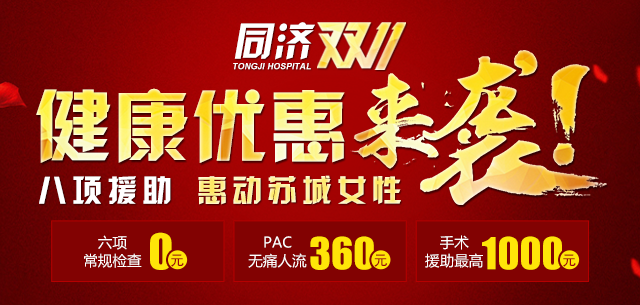 同济 双11
TONGJI HOSPITAL
健康优惠来袭！
八项援助 惠动苏城女性
六项
常规检查 0元
PAC
无痛人流 360元
手术
援助最高 1000元